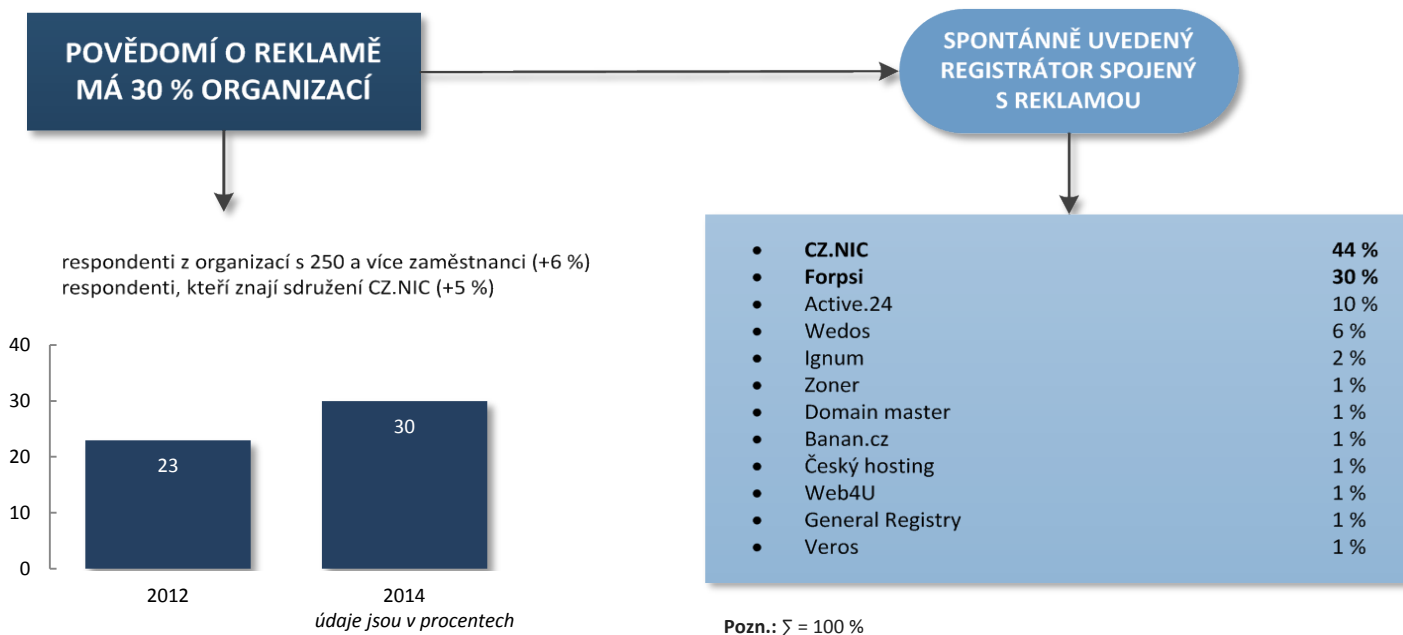 POVĚDOMÍ O REKLAMĚ
MÁ 30 % ORGANIZACÍ
SPONTÁNNĚ UVEDENÝ
REGISTRÁTOR SPOJENÝ
S REKLAMOU
respondenti z organizací s 250 a více zaměstnanci (+6 %)
respondenti, kteří znají sdružení CZ.NIC (+5 %)
40
30
20
10
0
23
30
2012
2014
údaje jsou v procentech
• CZ.NIC 44 %
• Forpsi 30 %
• Active.24 10 %
• Wedos 6 %
• Ignum 2 %
• Zoner 1 %
• Domain master 1 %
• Banan.cz 1 %
• Český hosting 1 %
• Web4U 1 %
• General Registry 1 %
• Veros 1 %
Pozn.: ∑ = 100 %